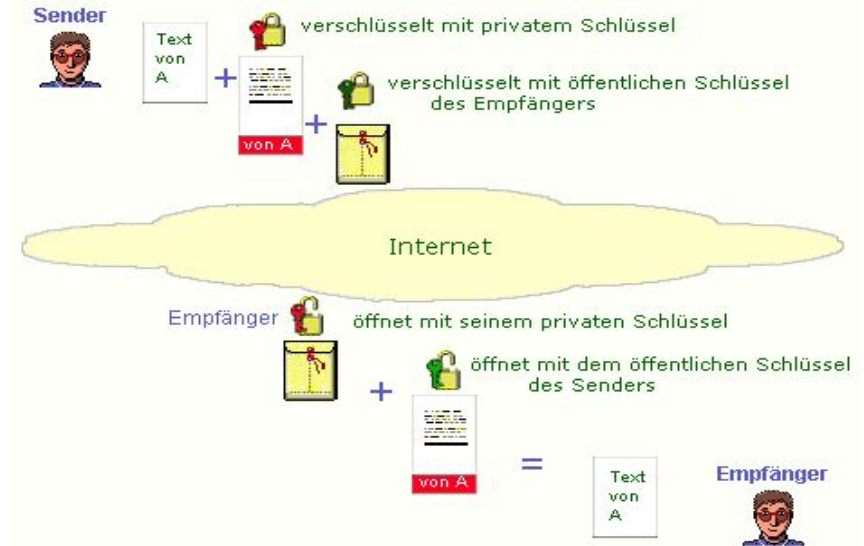 Sender
Text
von
A
verschlüsselt mit privatem Schlüssel
verschlüsselt mit öffentlichen Schlüssel
des Empfängers
von A
Internet
Empfänger
öffnet mit seinem privaten Schlüssel
öffnet mit dem öffentlichen Schlüssel
des Senders
von A
Text
von
A
Empfänger